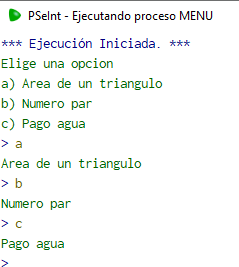 PSeInt - Ejecutando proceso MENU
*** Ejecución Iniciada. ***
Elige una opcion
a) Area de un triangulo
b) Numero par
c) Pago agua
> a
Area de un triangulo
> b
Numero par
> c
Pago agua
>